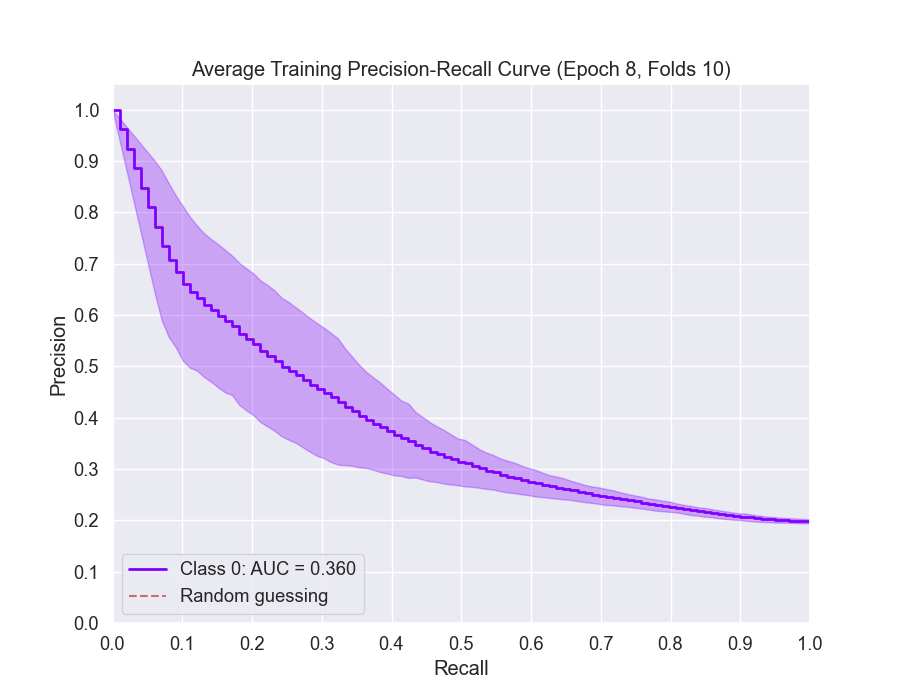 Average Training Precision-Recall Curve (Epoch 8, Folds 10)
1.0
0.9
0.8
0.7
0.6
0.5
0.4
0.3
0.2
0.1
0.0
Precision
Class 0: AUC = 0.360
Random guessing
0.0 0.1 0.2 0.3 0.4 0.5 0.6 0.7 0.8 0.9 1.0
Recall